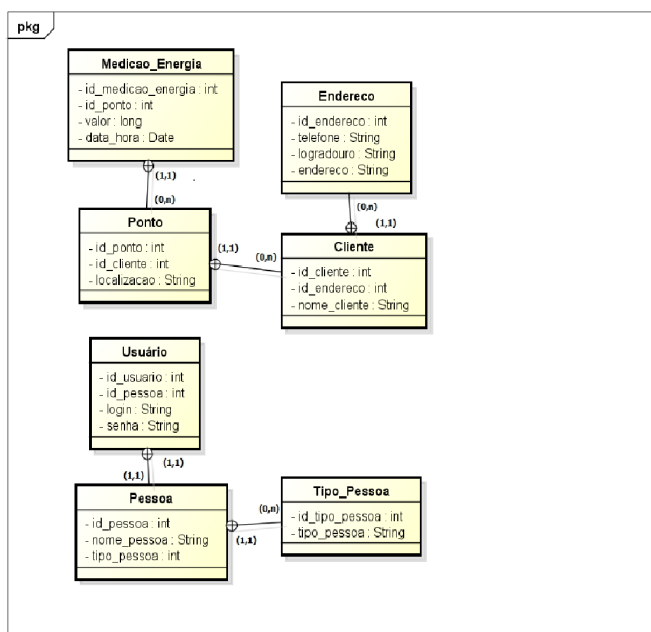 pkg
Medicao_Energia
- id_medicao_energia : int
- id_ponto : int
- valor : long
- data_hora : Date
(1,1)
(0,n)
Endereco
- id_endereco : int
- telefone : String
- logradouro : String
- endereco : String
(0,n)
(1,1)
Ponto
- id_ponto : int
- id_cliente : int
- localizacao : String
(1,1)
(0,n)
Cliente
- id_cliente : int
- id_endereco : int
- nome_cliente : String
Usuário
- id_usuario : int
- id_pessoa : int
- login : String
- senha : String
(1,1)
(1,1)
Pessoa
- id_pessoa : int
- nome_pessoa : String
- tipo_pessoa : int
(0,n)
(1,1)
Tipo_Pessoa
- id_tipo_pessoa : int
- tipo_pessoa : String